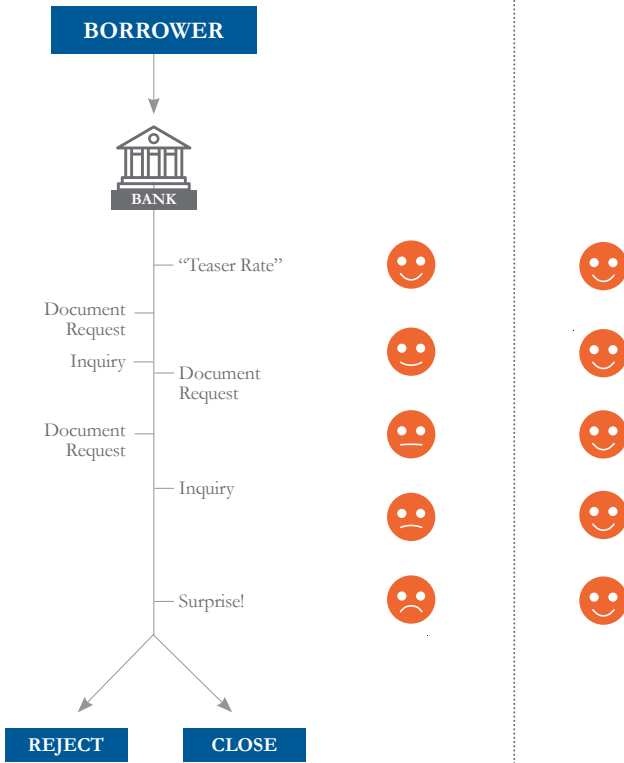 BORROWER
BANK
“Teaser Rate”
Document
Request
Inquiry
Document
Request
Document
Request
Inquiry
Surprise!
REJECT
CLOSE